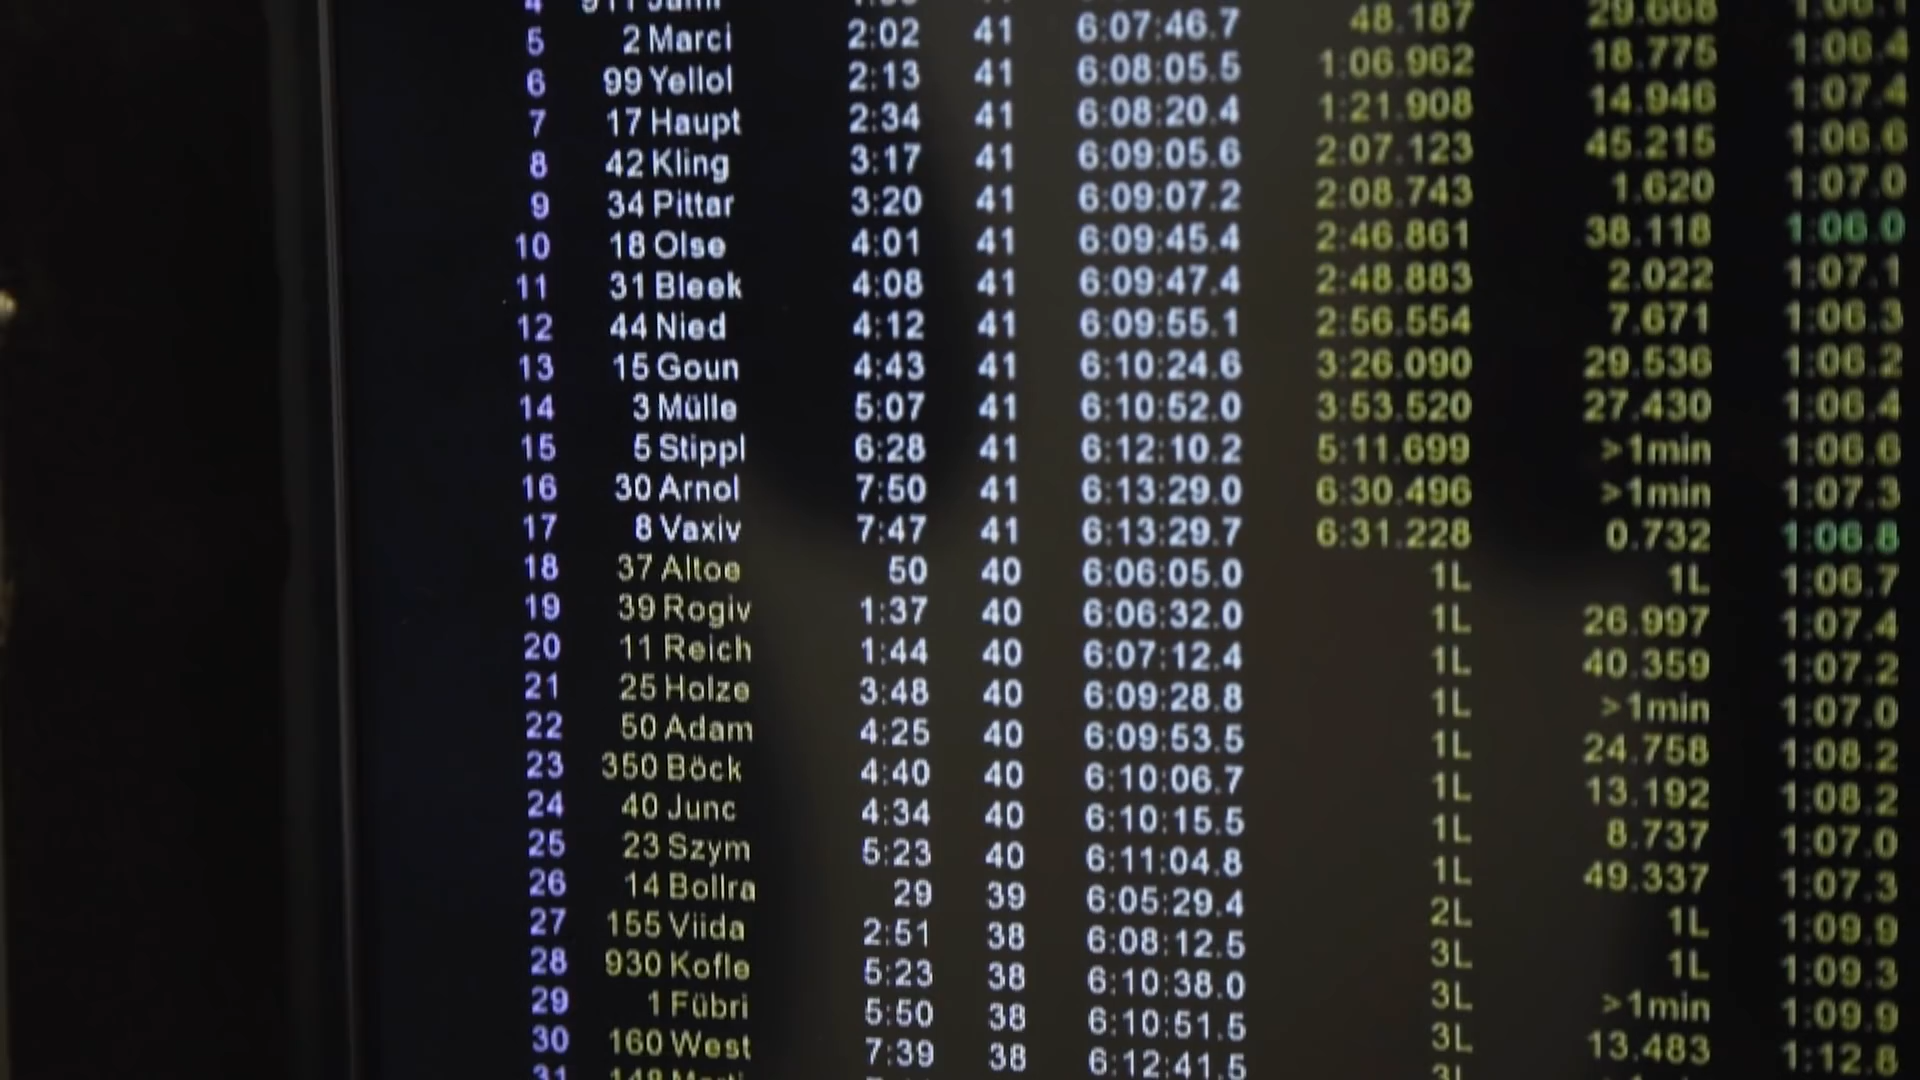 5 2 Marci 2:02 41 6:07:46.7 48.187 29.668
6 99 Yellol 2:13 41 6:08:05.5 1:06.962 18.775 1:06.4
7 17 Haupt 2:34 41 6:08:20.4 1:21.908 14.946 1:07.4
8 42 Kling 3:17 41 6:09:05.6 2:07.123 45.215 1:06.6
9 34 Pittar 3:20 41 6:09:07.2 2:08.743 1.620 1:07.0
10 18 Olse 4:01 41 6:09:45.4 2:46.861 38.118 1:06.0
11 31 Bleek 4:08 41 6:09:47.4 2:48.883 2.022 1:07.1
12 44 Nied 4:12 41 6:09:55.1 2:56.554 7.671 1:06.3
13 15 Goun 4:43 41 6:10:24.6 3:26.090 29.536 1:06.2
14 3 Mülle 5:07 41 6:10:52.0 3:53.520 27.430 1:06.4
15 5 Stippl 6:28 41 6:12:10.2 5:11.699 >1min 1:06.6
16 30 Arnol 7:50 41 6:13:29.0 6:30.496 >1min 1:07.3
17 8 Vaxiv 7:47 41 6:13:29.7 6:31.228 0.732 1:06.8
18 37 Altoe 50 40 6:06:05.0 1L 1L 1:06.7
19 39 Rogiv 1:37 40 6:06:32.0 1L 26.997 1:07.4
20 11 Reich 1:44 40 6:07:12.4 1L 40.359 1:07.2
21 25 Holze 3:48 40 6:09:28.8 1L >1min 1:07.0
22 50 Adam 4:25 40 6:09:53.5 1L 24.758 1:08.2
23 350 Böck 4:40 40 6:10:06.7 1L 13.192 1:08.2
24 40 Junc 4:34 40 6:10:15.5 1L 8.737 1:07.0
25 23 Szym 5:23 40 6:11:04.8 1L 49.337 1:07.3
26 14 Bollra 29 39 6:05:29.4 2L 1L 1:09.9
27 155 Viida 2:51 38 6:08:12.5 3L 1L 1:09.3
28 930 Kofle 5:23 38 6:10:38.0 3L >1min 1:09.9
29 1 Fübri 5:50 38 6:10:51.5 3L 13.483 1:12.8
30 160 West 7:39 38 6:12:41.5 3L
31